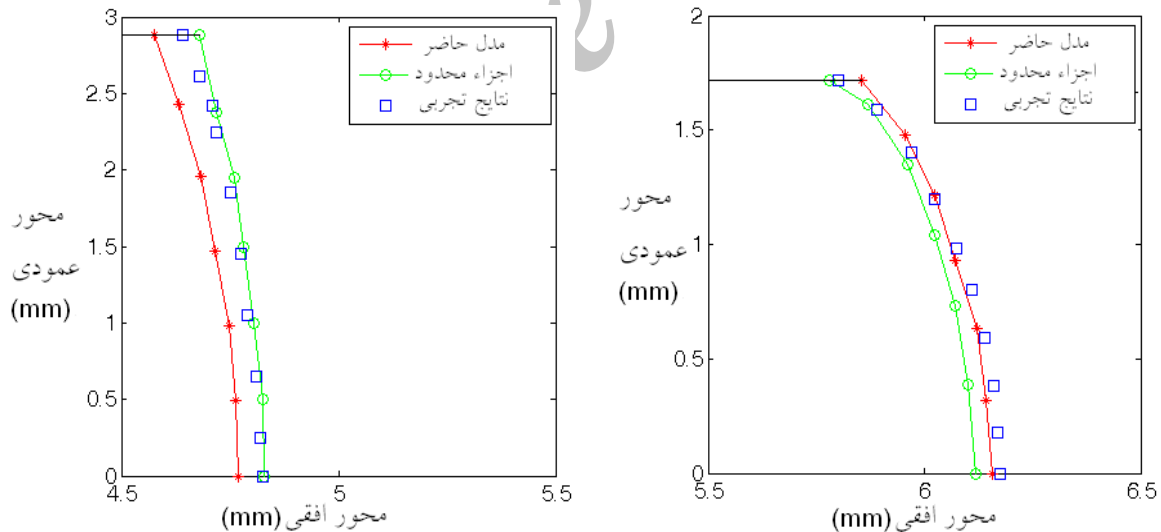 3
2.5
2
1.5
1
0.5
0
4.5
5
5.5
محور
عمودی
(mm)
محور افقی (mm)
مدل حاضر
اجزاء محدود
نتایج تجربی
2
1.5
1
0.5
0
5.5
6
6.5
محور
عمودی
(mm)
محور افقی (mm)
مدل حاضر
اجزاء محدود
نتایج تجربی